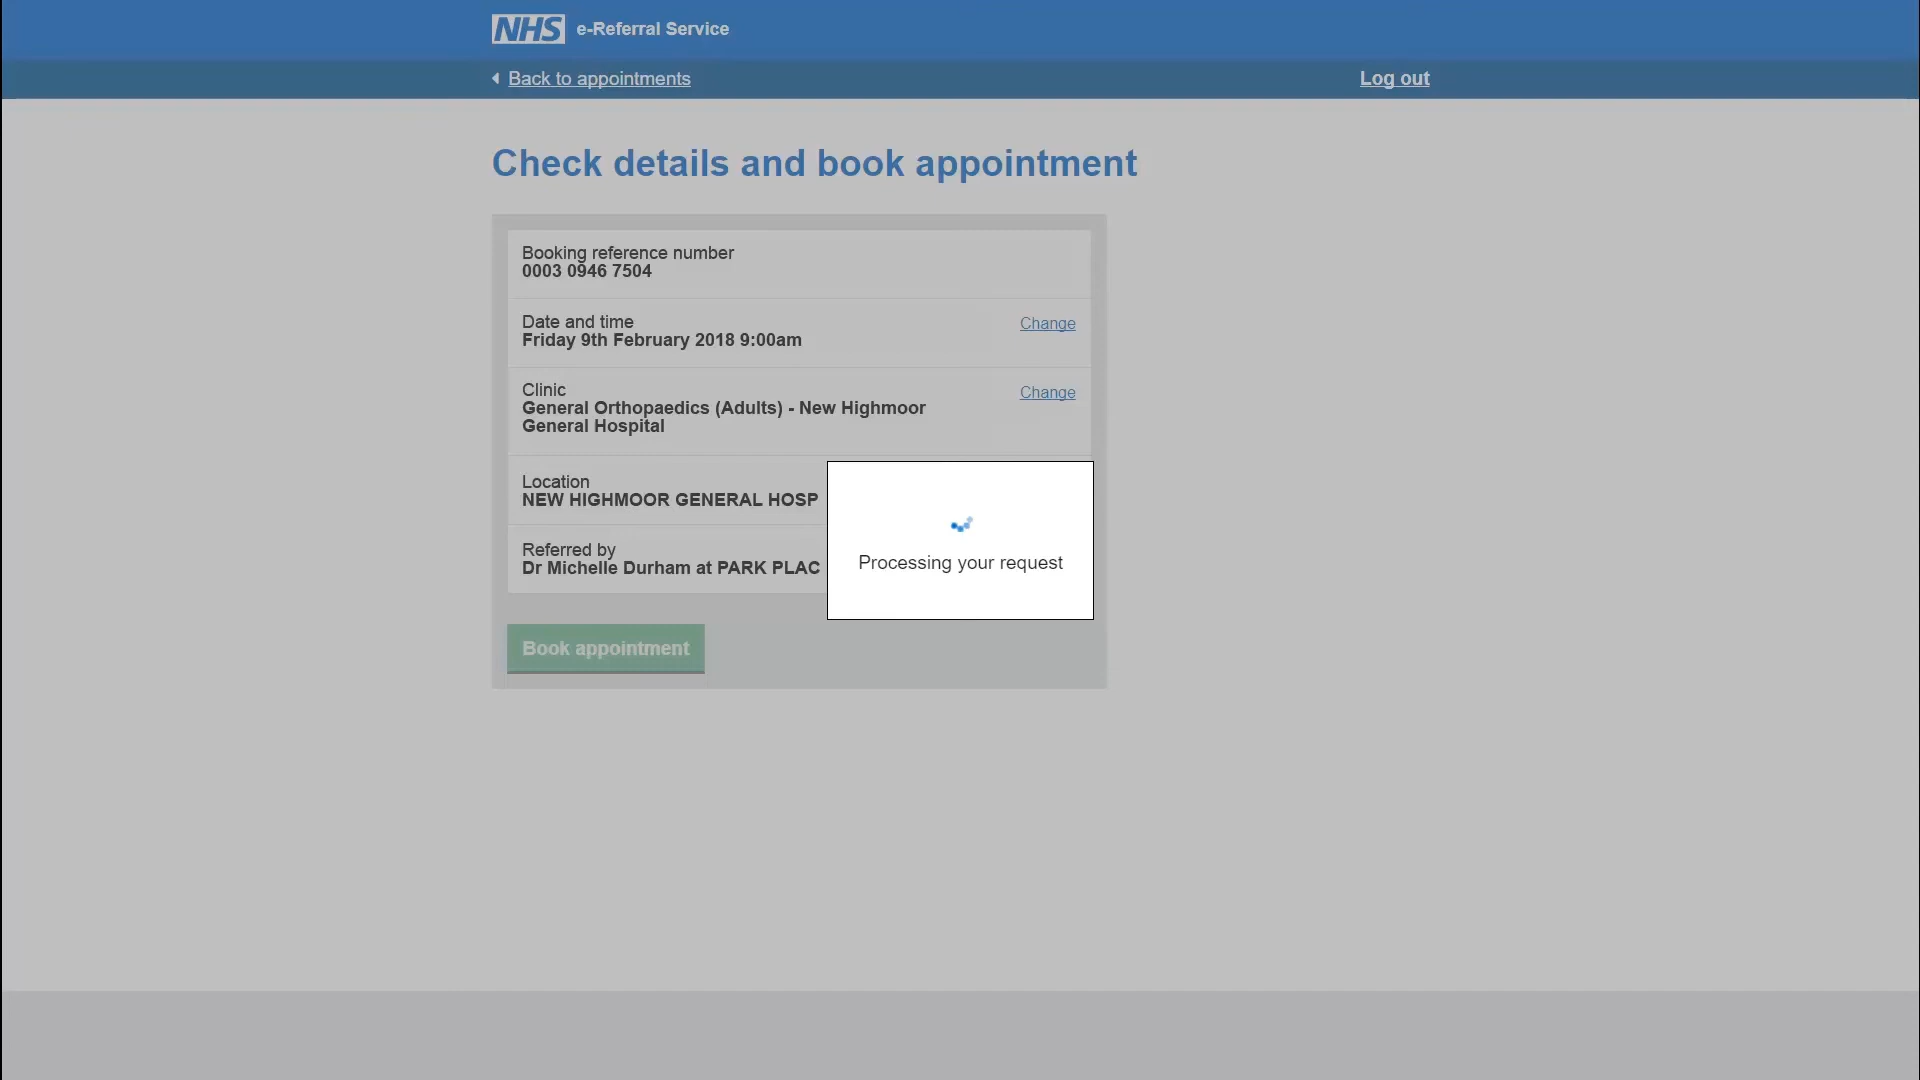 NHS e-Referral Service
Back to appointments
Log out
Check details and book appointment
Booking reference number
0003 0946 7504
Date and time
Change
Friday 9th February 2018 9:00am
Clinic
Change
General Orthopaedics (Adults) - New Highmoor
General Hospital
Location
NEW HIGHMOOR GENERAL HOSP
Referred by
Dr Michelle Durham at PARK PLAC
Processing your request
Book appointment